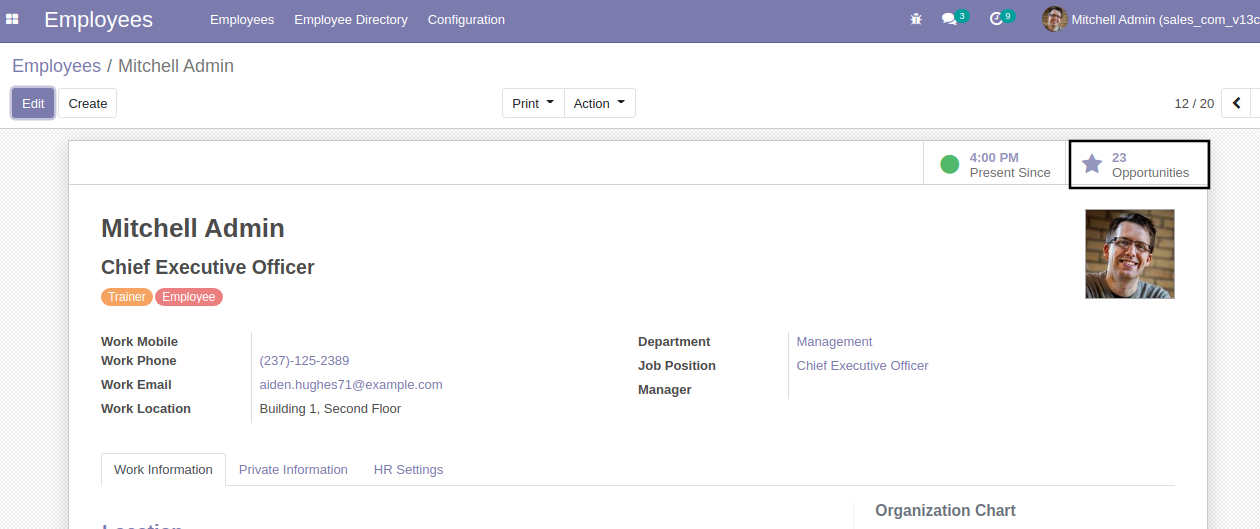 Employees Employees Employee Directory Configuration 3 9 Mitchell Admin (sales_com_v13c
Employees / Mitchell Admin
Edit Create Print Action 12 / 20
4:00 PM 23
Present Since Opportunities
Mitchell Admin
Chief Executive Officer
Trainer Employee
Work Mobile
Work Phone (237)-125-2389
Work Email aiden.hughes71@example.com
Work Location Building 1, Second Floor
Department Management
Job Position Chief Executive Officer
Manager
Work Information Private Information HR Settings
Organization Chart
Location